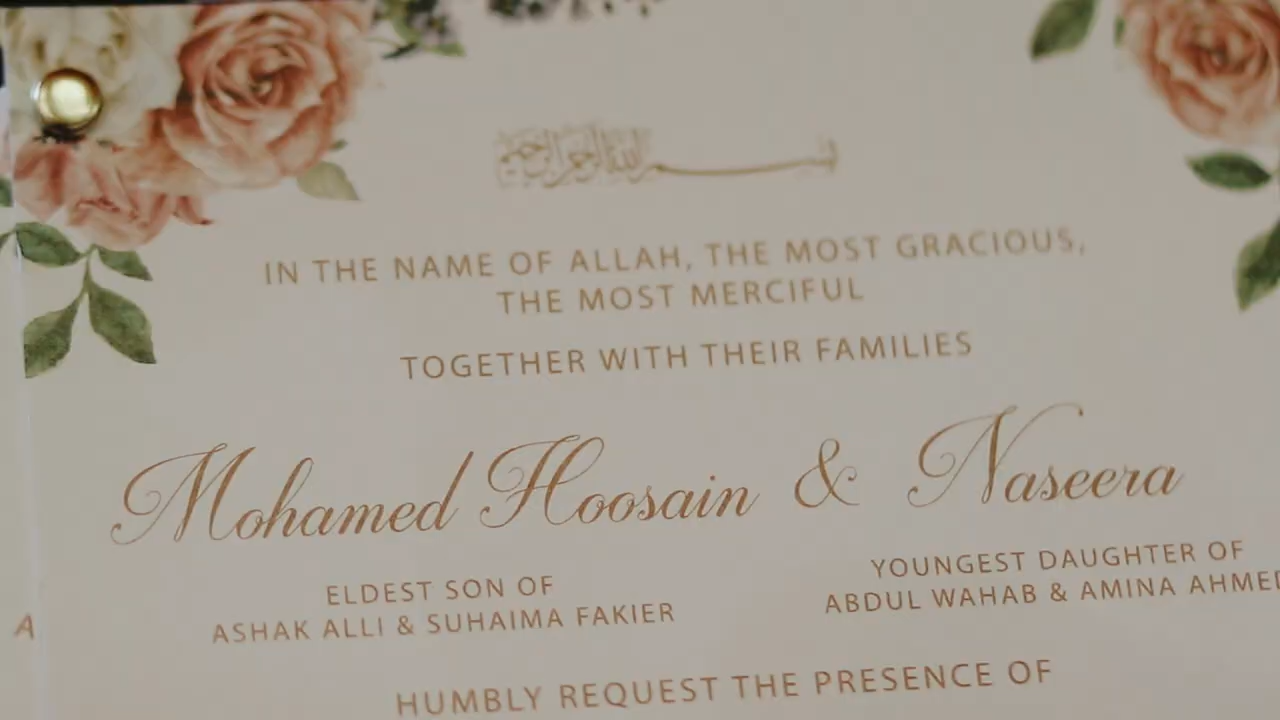 بسم الله الرحمن الرحيم
IN THE NAME OF ALLAH, THE MOST GRACIOUS,
THE MOST MERCIFUL
TOGETHER WITH THEIR FAMILIES
Mohamed Hoosain & Naseera
ELDEST SON OF
ASHAK ALLI & SUHAIMA FAKIER
YOUNGEST DAUGHTER OF
ABDUL WAHAB & AMINA AHMED
A
HUMBLY REQUEST THE PRESENCE OF